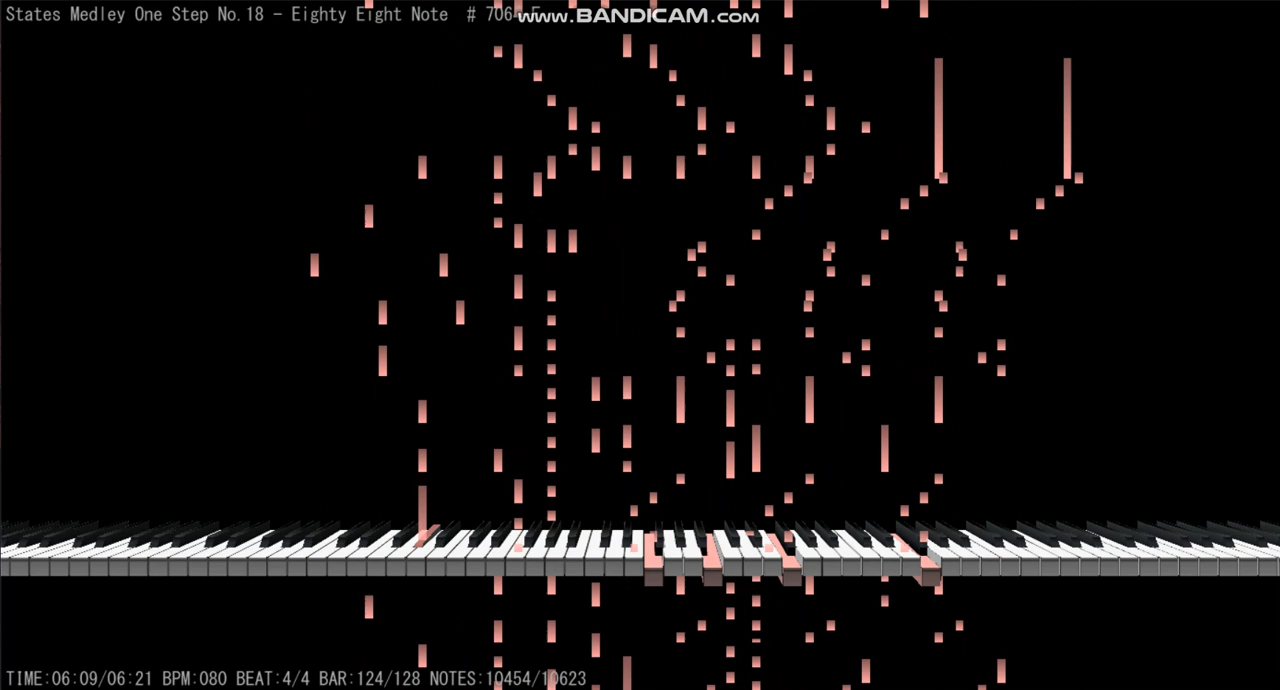 States Medley One Step No.18 - Eighty Eight Note # 706
www.BANDICAM.com
TIME:06:09/06:21 BPM:080 BEAT:4/4 BAR:124/128 NOTES:10454/10623